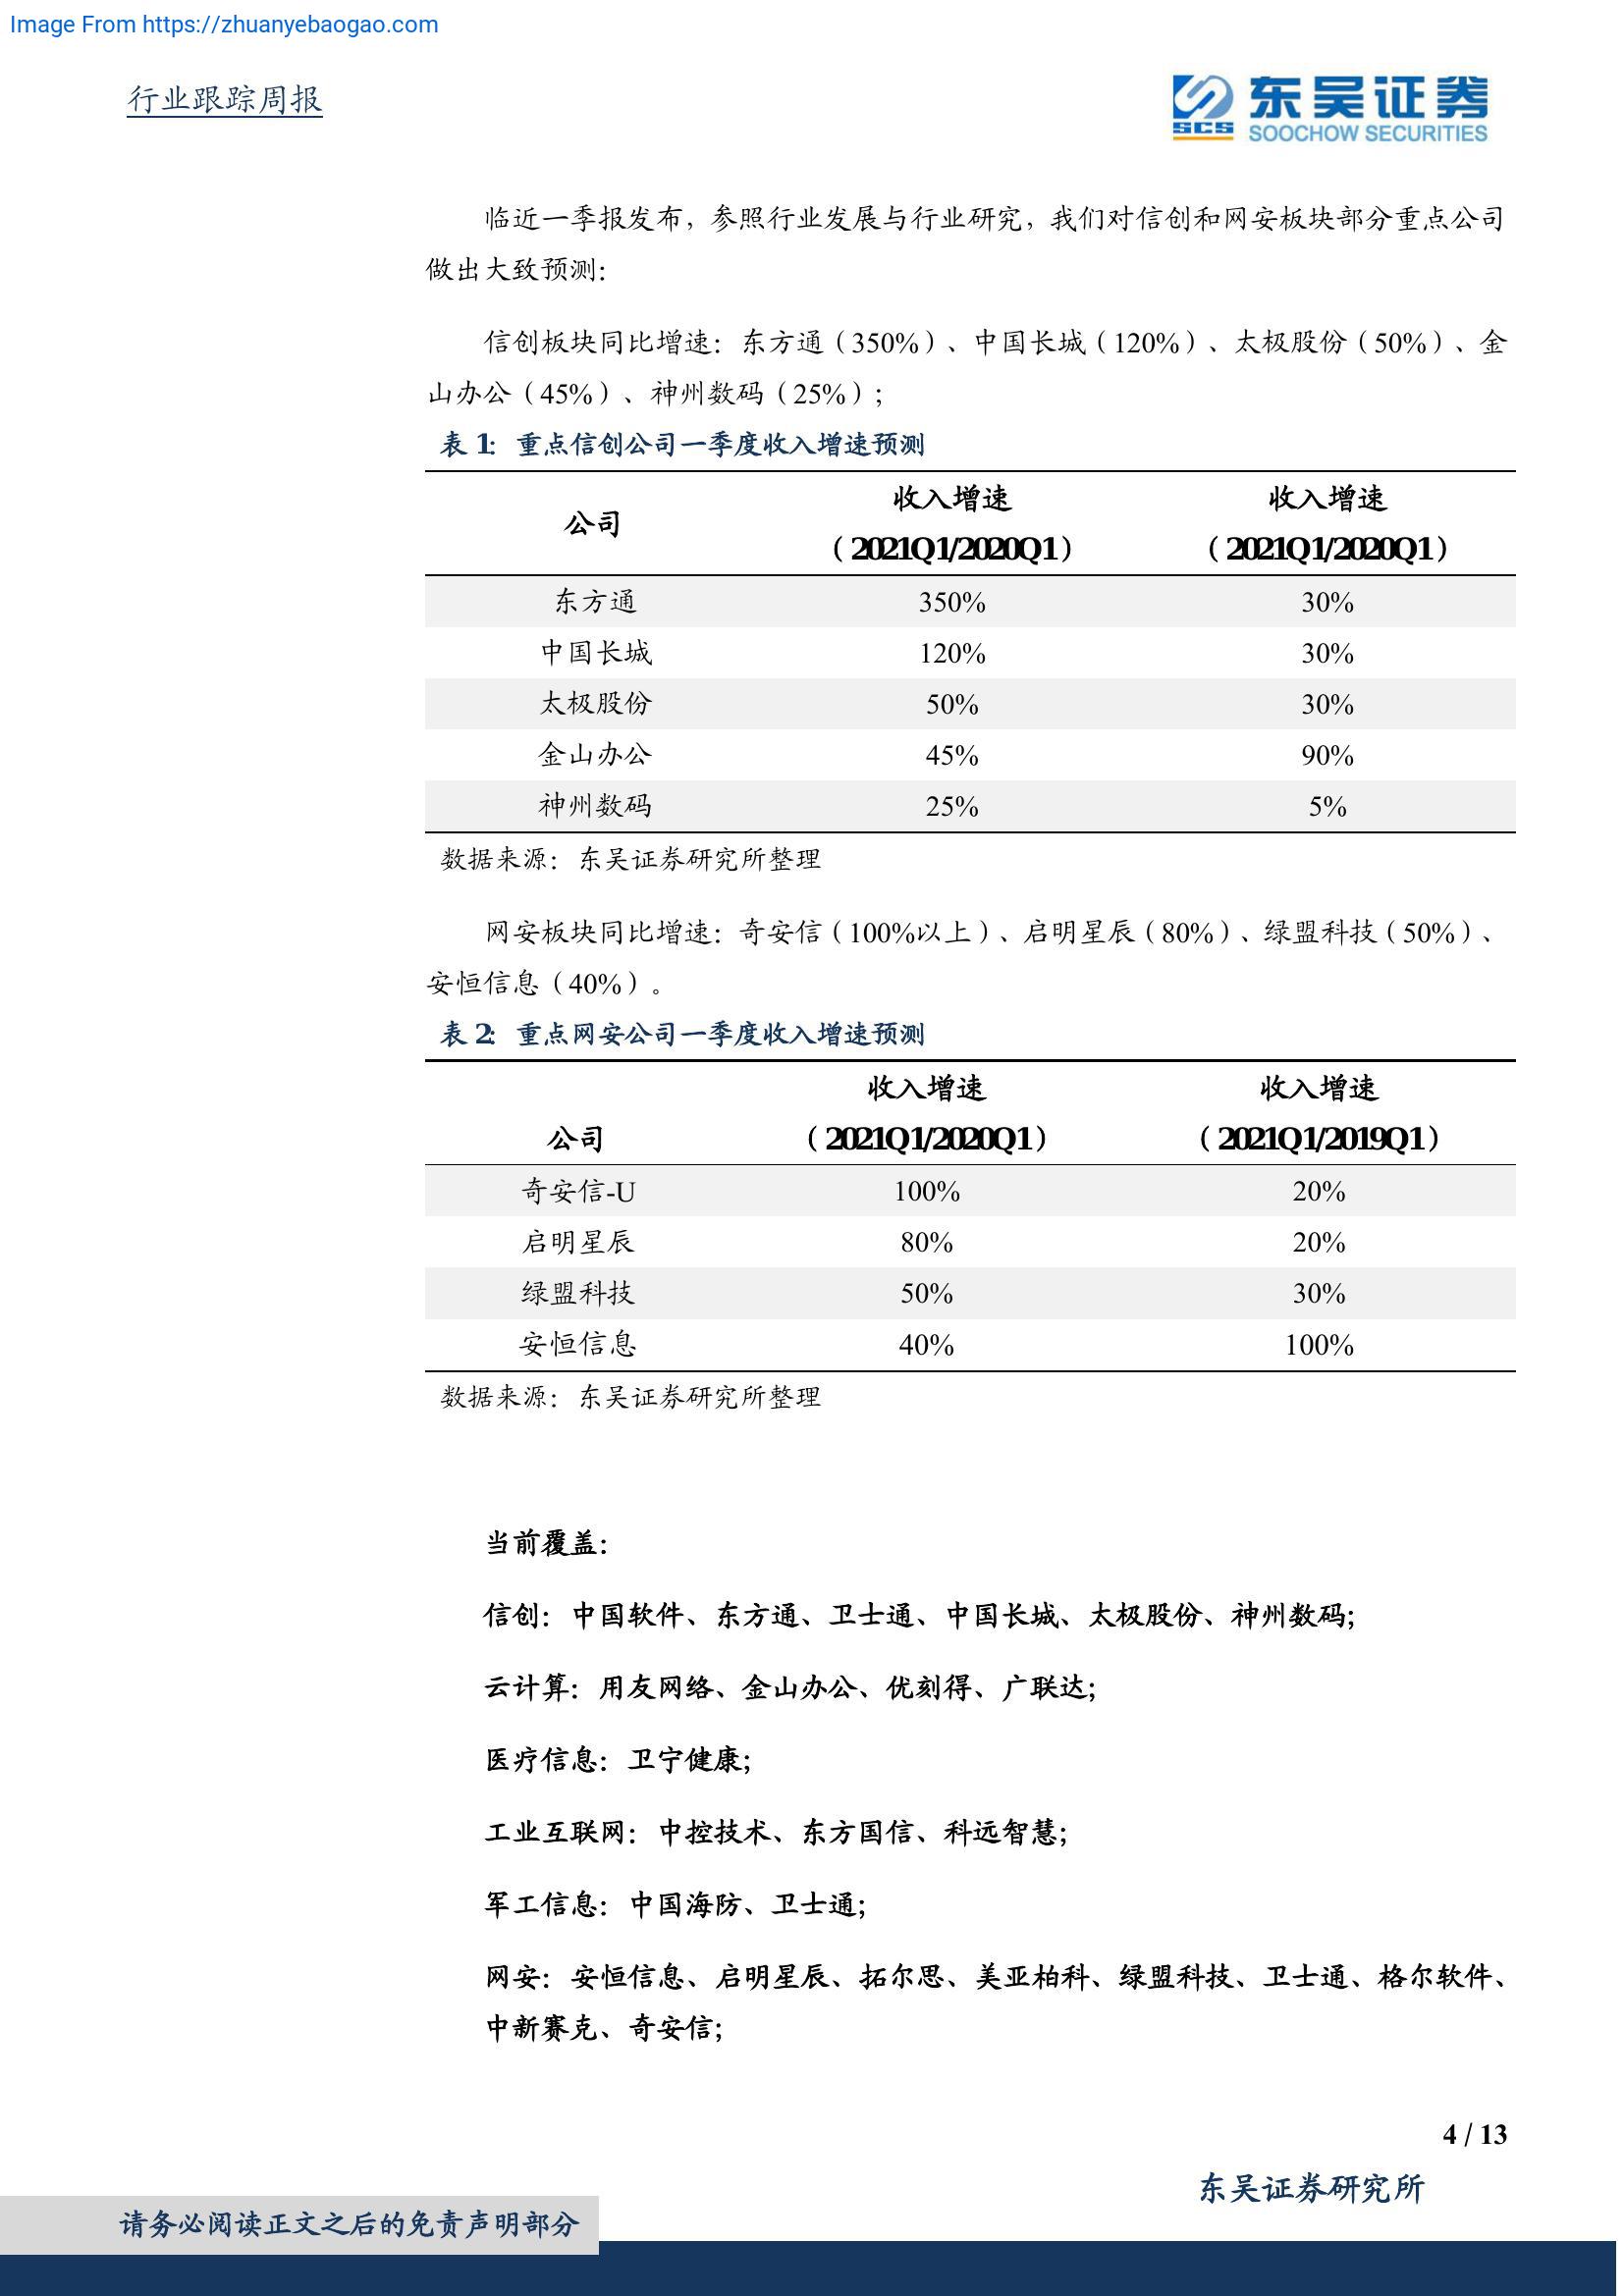 Image From https://zhuanyebaogao.com
行业跟踪周报
SCS
东吴证券
SOOCHOW SECURITIES
临近一季报发布，参照行业发展与行业研究，我们对信创和网安板块部分重点公司
做出大致预测：
信创板块同比增速：东方通（350%）、中国长城（120%）、太极股份（50%）、金
山办公（45%）、神州数码（25%）；
表 1：重点信创公司一季度收入增速预测
公司 收入增速 收入增速
（2021Q1/2020Q1） （2021Q1/2020Q1）
东方通 350% 30%
中国长城 120% 30%
太极股份 50% 30%
金山办公 45% 90%
神州数码 25% 5%
数据来源：东吴证券研究所整理
网安板块同比增速：奇安信（100%以上）、启明星辰（80%）、绿盟科技（50%）、
安恒信息（40%）。
表 2：重点网安公司一季度收入增速预测
收入增速 收入增速
公司 （2021Q1/2020Q1） （2021Q1/2019Q1）
奇安信-U 100% 20%
启明星辰 80% 20%
绿盟科技 50% 30%
安恒信息 40% 100%
数据来源：东吴证券研究所整理
当前覆盖：
信创：中国软件、东方通、卫士通、中国长城、太极股份、神州数码；
云计算：用友网络、金山办公、优刻得、广联达；
医疗信息：卫宁健康；
工业互联网：中控技术、东方国信、科远智慧；
军工信息：中国海防、卫士通；
网安：安恒信息、启明星辰、拓尔思、美亚柏科、绿盟科技、卫士通、格尔软件、
中新赛克、奇安信；
4 / 13
东吴证券研究所
请务必阅读正文之后的免责声明部分